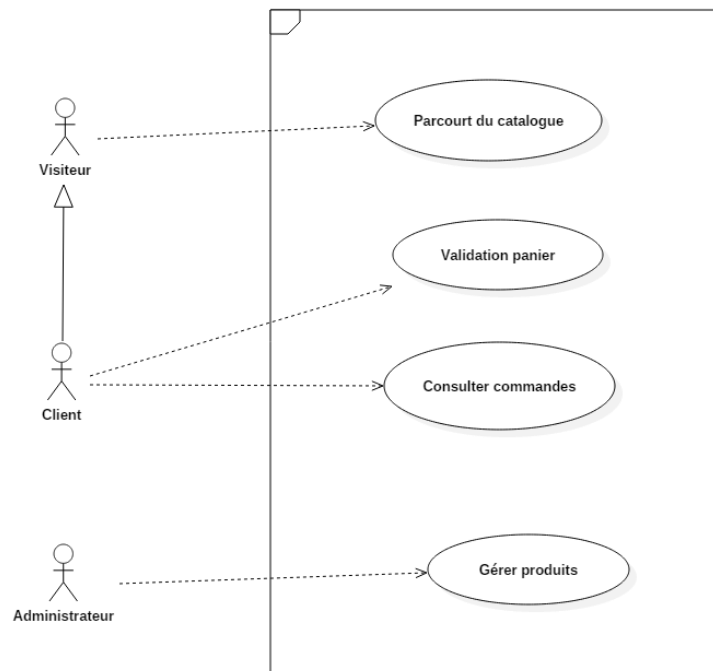 Parcourt du catalogue
Visiteur
Validation panier
Consulter commandes
Client
Gérer produits
Administrateur